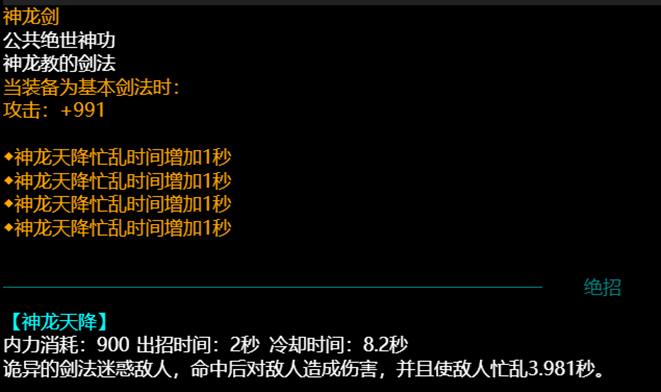 神龙剑
公共绝世神功
神龙教的剑法
当装备为基本剑法时：
攻击：+991
◆神龙天降忙乱时间增加1秒
◆神龙天降忙乱时间增加1秒
◆神龙天降忙乱时间增加1秒
◆神龙天降忙乱时间增加1秒
绝招
【神龙天降】
内力消耗：900 出招时间：2秒 冷却时间：8.2秒
诡异的剑法迷惑敌人，命中后对敌人造成伤害，并且使敌人忙乱3.981秒。